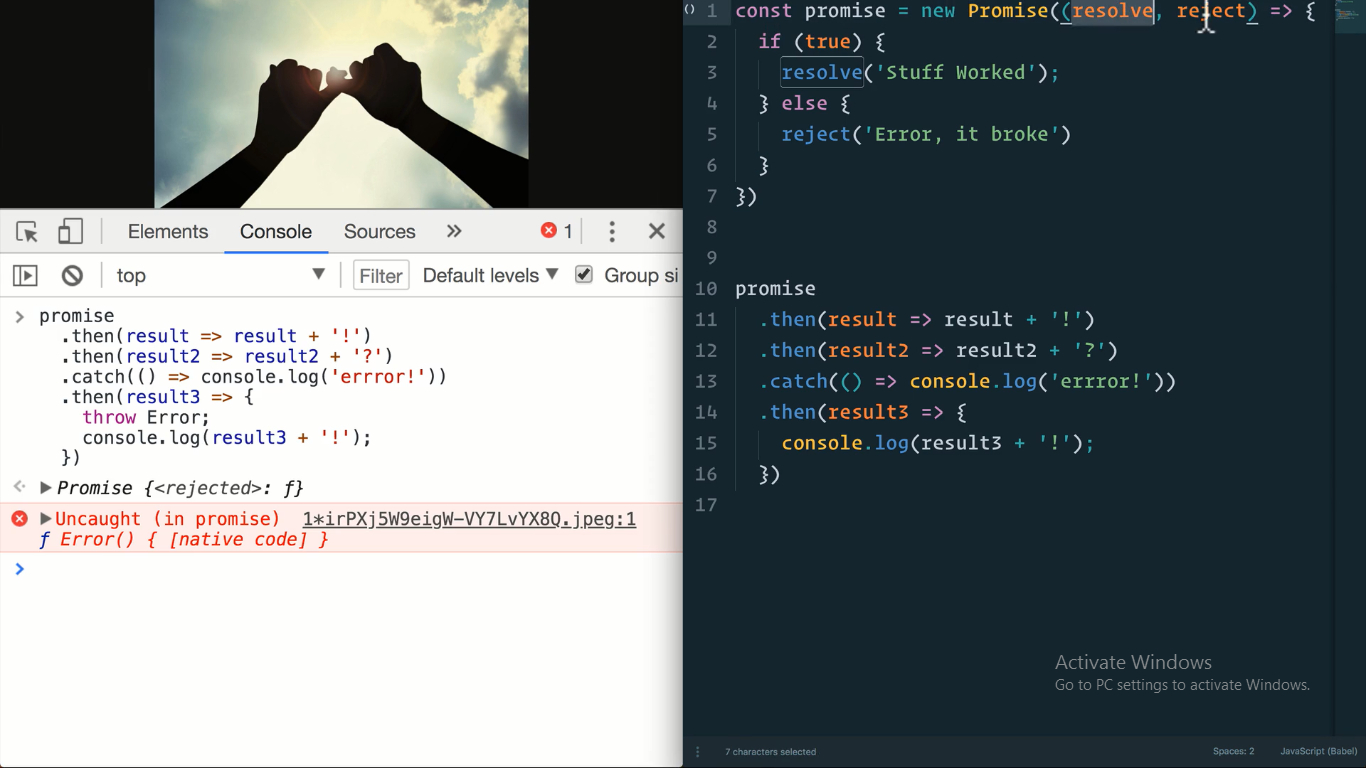 Elements Console Sources » 1
top Filter Default levels Group si
promise
.then(result => result + '!')
.then(result2 => result2 + '?')
.catch(() => console.log('errror!'))
.then(result3 => {
throw Error;
console.log(result3 + '!');
})
Promise {<rejected>: ƒ}
Uncaught (in promise) 1*irPXj5W9eigW-VY7LvYX8Q.jpeg:1
ƒ Error() { [native code] }
() 1 const promise = new Promise((resolve, reject) => {
2 if (true) {
3 resolve('Stuff Worked');
4 } else {
5 reject('Error, it broke')
6 }
7 })
8
9
10 promise
11 .then(result => result + '!')
12 .then(result2 => result2 + '?')
13 .catch(() => console.log('errror!'))
14 .then(result3 => {
15 console.log(result3 + '!');
16 })
17
Activate Windows
Go to PC settings to activate Windows.
7 characters selected Spaces: 2 JavaScript (Babel)